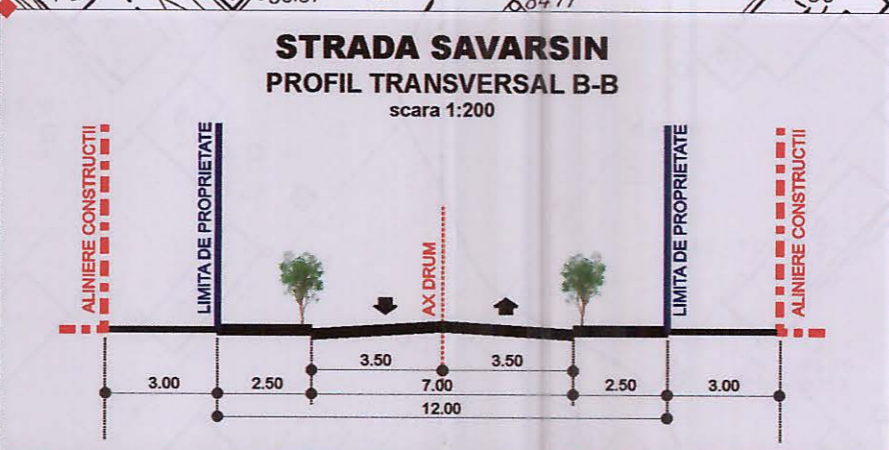 STRADA SAVARSIN
PROFIL TRANSVERSAL B-B
scara 1:200
ALINIERE CONSTRUCTII
LIMITA DE PROPRIETATE
AX DRUM
LIMITA DE PROPRIETATE
ALINIERE CONSTRUCTII
3.50 3.50
3.00 2.50 7.00 2.50 3.00
12.00